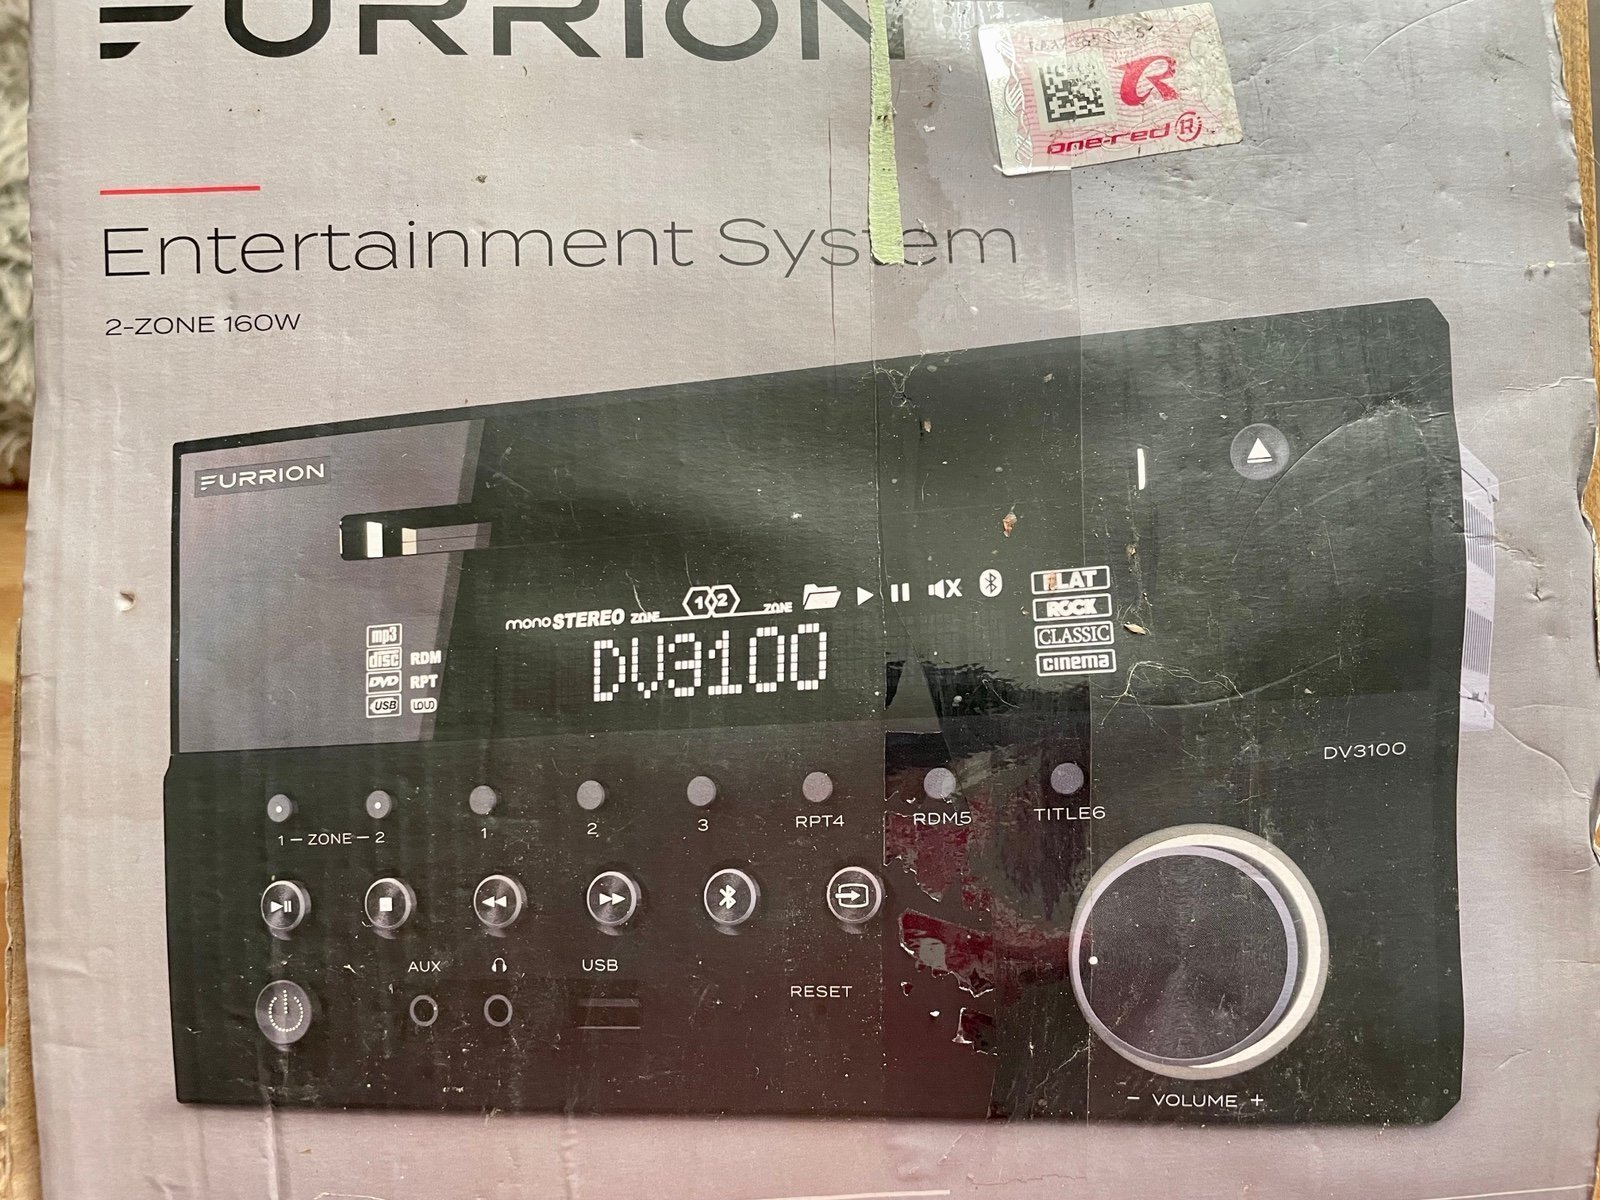 FURRION
one-red R
Entertainment System
2-ZONE 160W
FURRION
mono STEREO ZONE 1 2 ZONE
FLAT
ROCK
CLASSIC
cinema
DV3100
mp3
disc RDM
DVD RPT
USB LOUD
DV3100
1 – ZONE – 2
1
2
3
RPT4
RDM5
TITLE6
AUX
USB
RESET
– VOLUME +